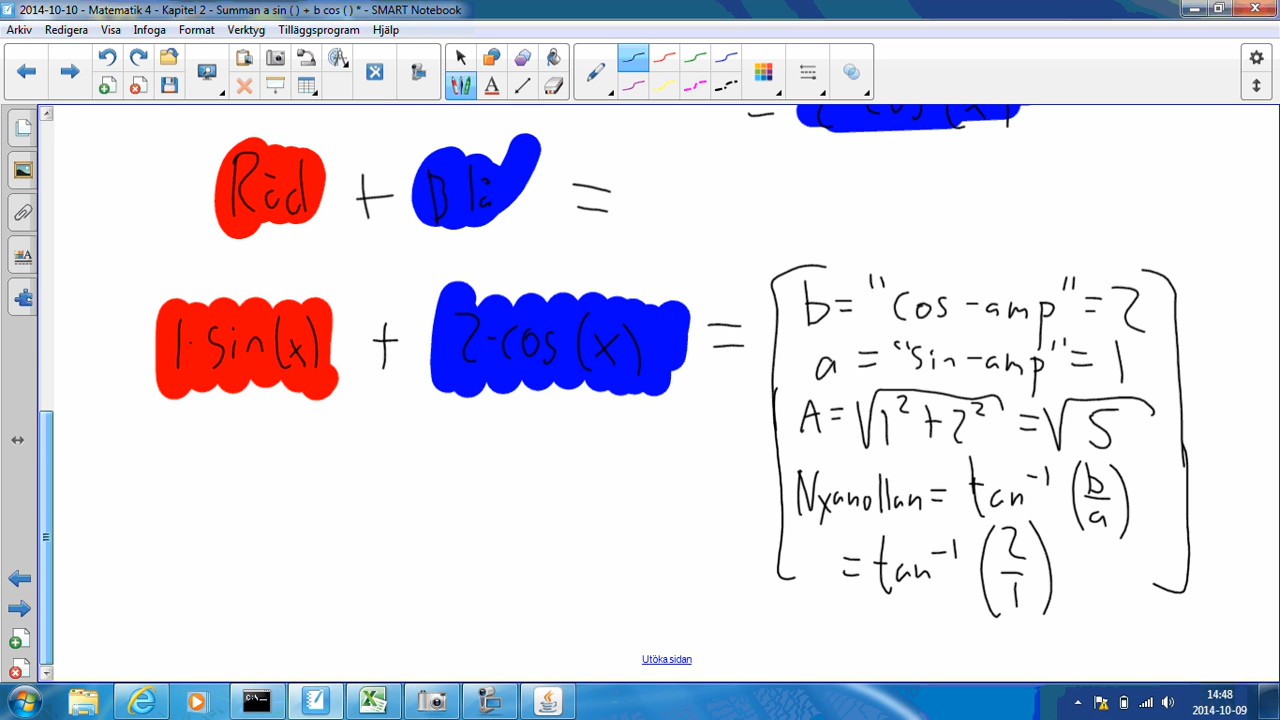 2014-10-10 - Matematik 4 - Kapitel 2 - Summan a sin ( ) + b cos ( ) * - SMART Notebook
Arkiv Redigera Visa Infoga Format Verktyg Tilläggsprogram Hjälp
Röd + Blå =
1·sin(x) + 2·cos(x) =
b = "cos-amp" = 2
a = "sin-amp" = 1
A = √1² + 2² = √5
Nxanollan = tan⁻¹ (b/a)
= tan⁻¹ (2/1)
Utöka sidan
14:48
2014-10-09